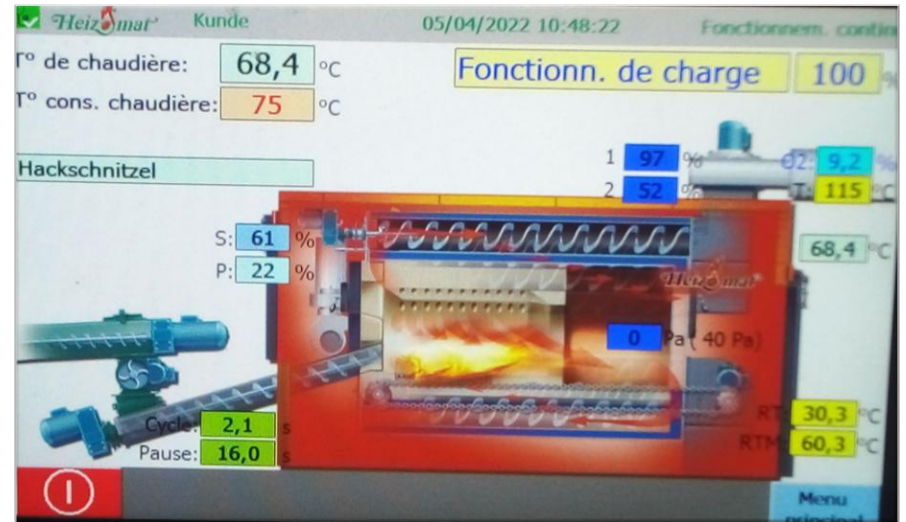 Heizomat Kunde 05/04/2022 10:48:22 Fonctionnem.
T° de chaudière: 68,4 °C Fonctionn. de charge 100 %
T° cons. chaudière: 75 °C
1 97 % O2: 9,2 %
Hackschnitzel
2 52 % T: 115 °C
S: 61 % 68,4 °C
P: 22 %
Heizomat
0 Pa ( 40 Pa)
Cycle: 2,1 s RT: 30,3 °C
Pause: 16,0 s RTM: 60,3 °C
Menu